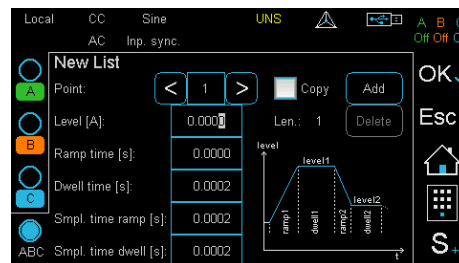 Local CC Sine UNS A B
AC Inp. sync. Off Off
New List
OK
Point: < 1 > Copy Add
A
Level [A]: 0.0000 Len.: 1 Delete
Esc
B
Ramp time [s]: 0.0000
level
level1
Dwell time [s]: 0.0002
C
level2
ramp1 dwell1 ramp2 dwell2
Smpl. time ramp [s]: 0.0002
t
ABC Smpl. time dwell [s]: 0.0002
S+